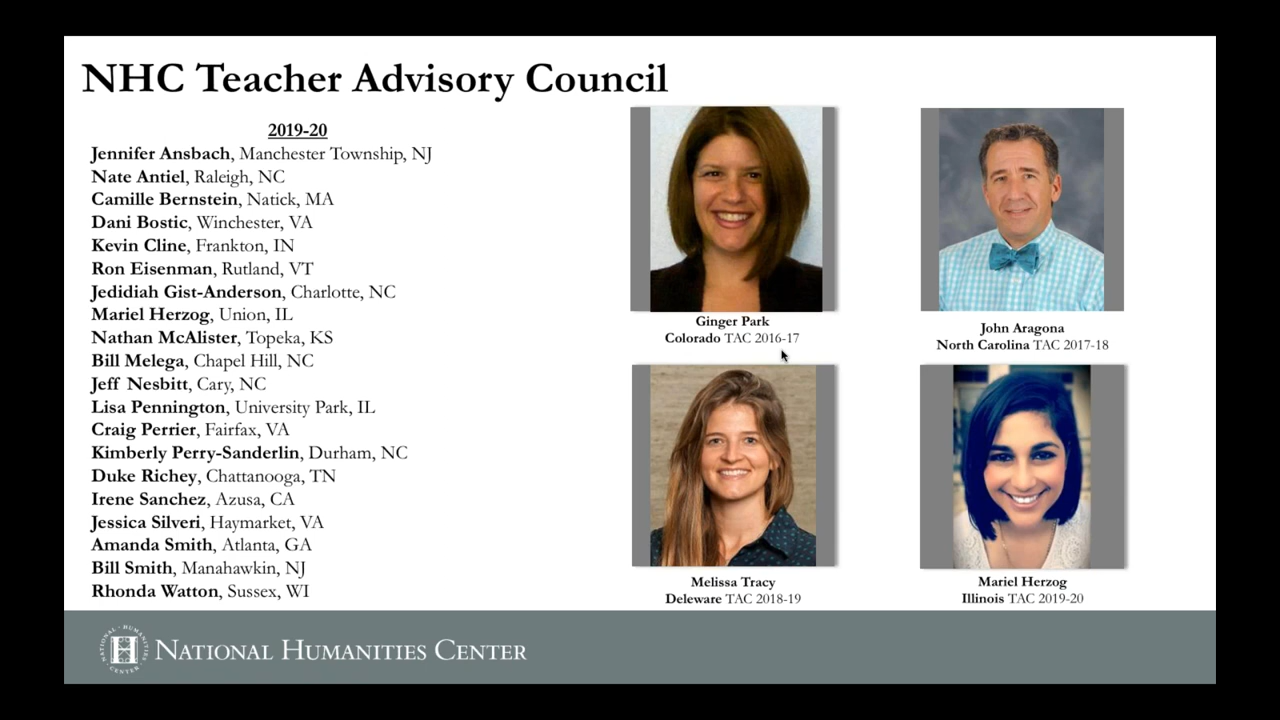 NHC Teacher Advisory Council
2019-20
Jennifer Ansbach, Manchester Township, NJ
Nate Antiel, Raleigh, NC
Camille Bernstein, Natick, MA
Dani Bostic, Winchester, VA
Kevin Cline, Frankton, IN
Ron Eisenman, Rutland, VT
Jedidiah Gist-Anderson, Charlotte, NC
Mariel Herzog, Union, IL
Nathan McAlister, Topeka, KS
Bill Melega, Chapel Hill, NC
Jeff Nesbitt, Cary, NC
Lisa Pennington, University Park, IL
Craig Perrier, Fairfax, VA
Kimberly Perry-Sanderlin, Durham, NC
Duke Richey, Chattanooga, TN
Irene Sanchez, Azusa, CA
Jessica Silveri, Haymarket, VA
Amanda Smith, Atlanta, GA
Bill Smith, Manahawkin, NJ
Rhonda Watton, Sussex, WI
Ginger Park
Colorado TAC 2016-17
John Aragona
North Carolina TAC 2017-18
Melissa Tracy
Deleware TAC 2018-19
Mariel Herzog
Illinois TAC 2019-20
NATIONAL HUMANITIES CENTER
NATIONAL HUMANITIES CENTER